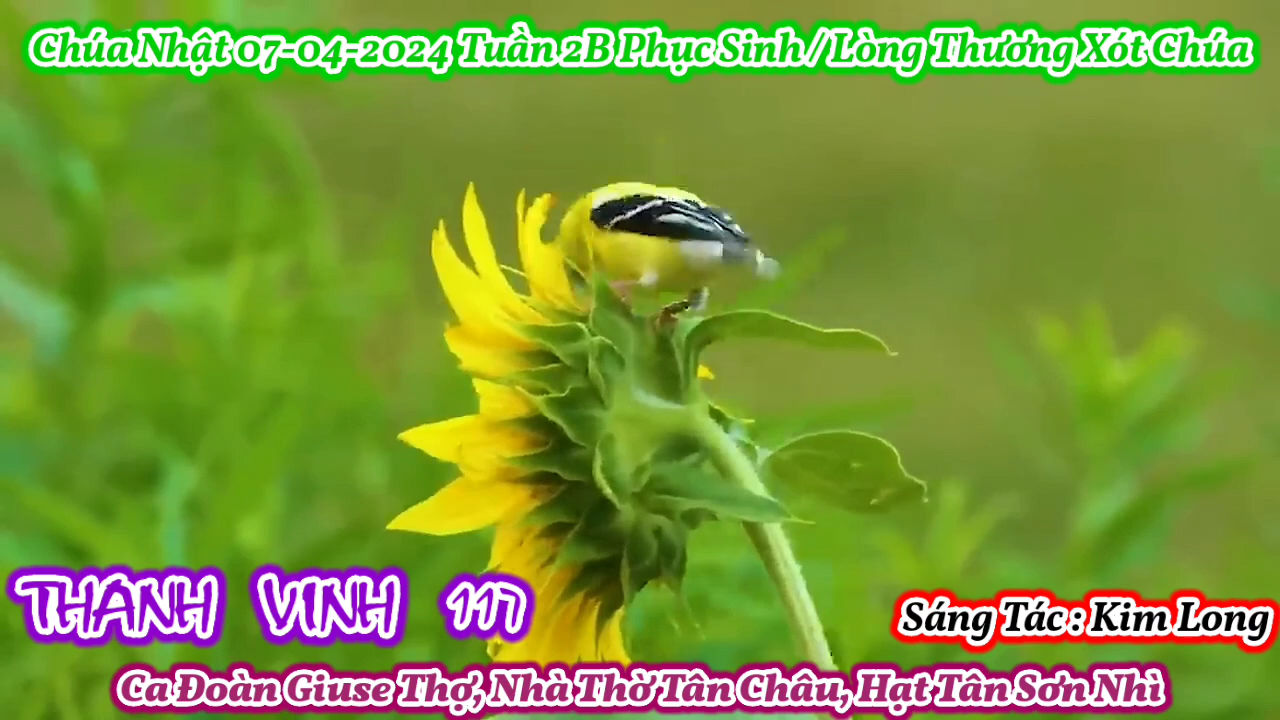 Chúa Nhật 07-04-2024 Tuần 2B Phục Sinh / Lòng Thương Xót Chúa
THÁNH VINH 117
Sáng Tác : Kim Long
Ca Đoàn Giuse Thợ, Nhà Thờ Tân Châu, Hạt Tân Sơn Nhì